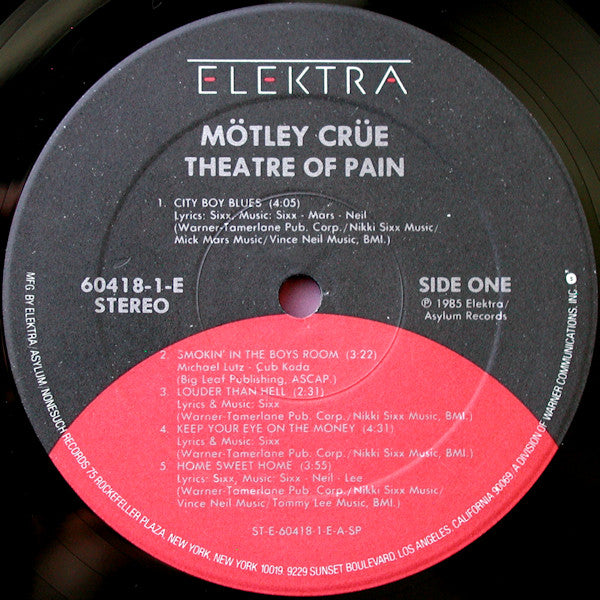 ELEKTRA
MÖTLEY CRÜE
THEATRE OF PAIN
1. CITY BOY BLUES (4:05)
Lyrics: Sixx, Music: Sixx - Mars - Neil
(Warner-Tamerlane Pub. Corp./Nikki Sixx Music/
Mick Mars Music/Vince Neil Music, BMI.)
60418-1-E
STEREO
SIDE ONE
℗ 1985 Elektra/
Asylum Records
2. SMOKIN' IN THE BOYS ROOM (3:22)
Michael Lutz - Cub Koda
(Big Leaf Publishing, ASCAP.)
3. LOUDER THAN HELL (2:31)
Lyrics & Music: Sixx
(Warner-Tamerlane Pub. Corp./Nikki Sixx Music, BMI.)
4. KEEP YOUR EYE ON THE MONEY (4:31)
Lyrics & Music: Sixx
(Warner-Tamerlane Pub. Corp./Nikki Sixx Music, BMI.)
5. HOME SWEET HOME (3:55)
Lyrics: Sixx, Music: Sixx - Neil - Lee
(Warner Tamerlane Pub. Corp./Nikki Sixx Music/
Vince Neil Music/Tommy Lee Music, BMI.)
ST-E-60418-1-E-A-SP
MFG BY ELEKTRA/ASYLUM/NONESUCH RECORDS 75 ROCKEFELLER PLAZA, NEW YORK, NEW YORK 10019. 9229 SUNSET BOULEVARD, LOS ANGELES, CALIFORNIA 90069. A DIVISION OF WARNER COMMUNICATIONS, INC.